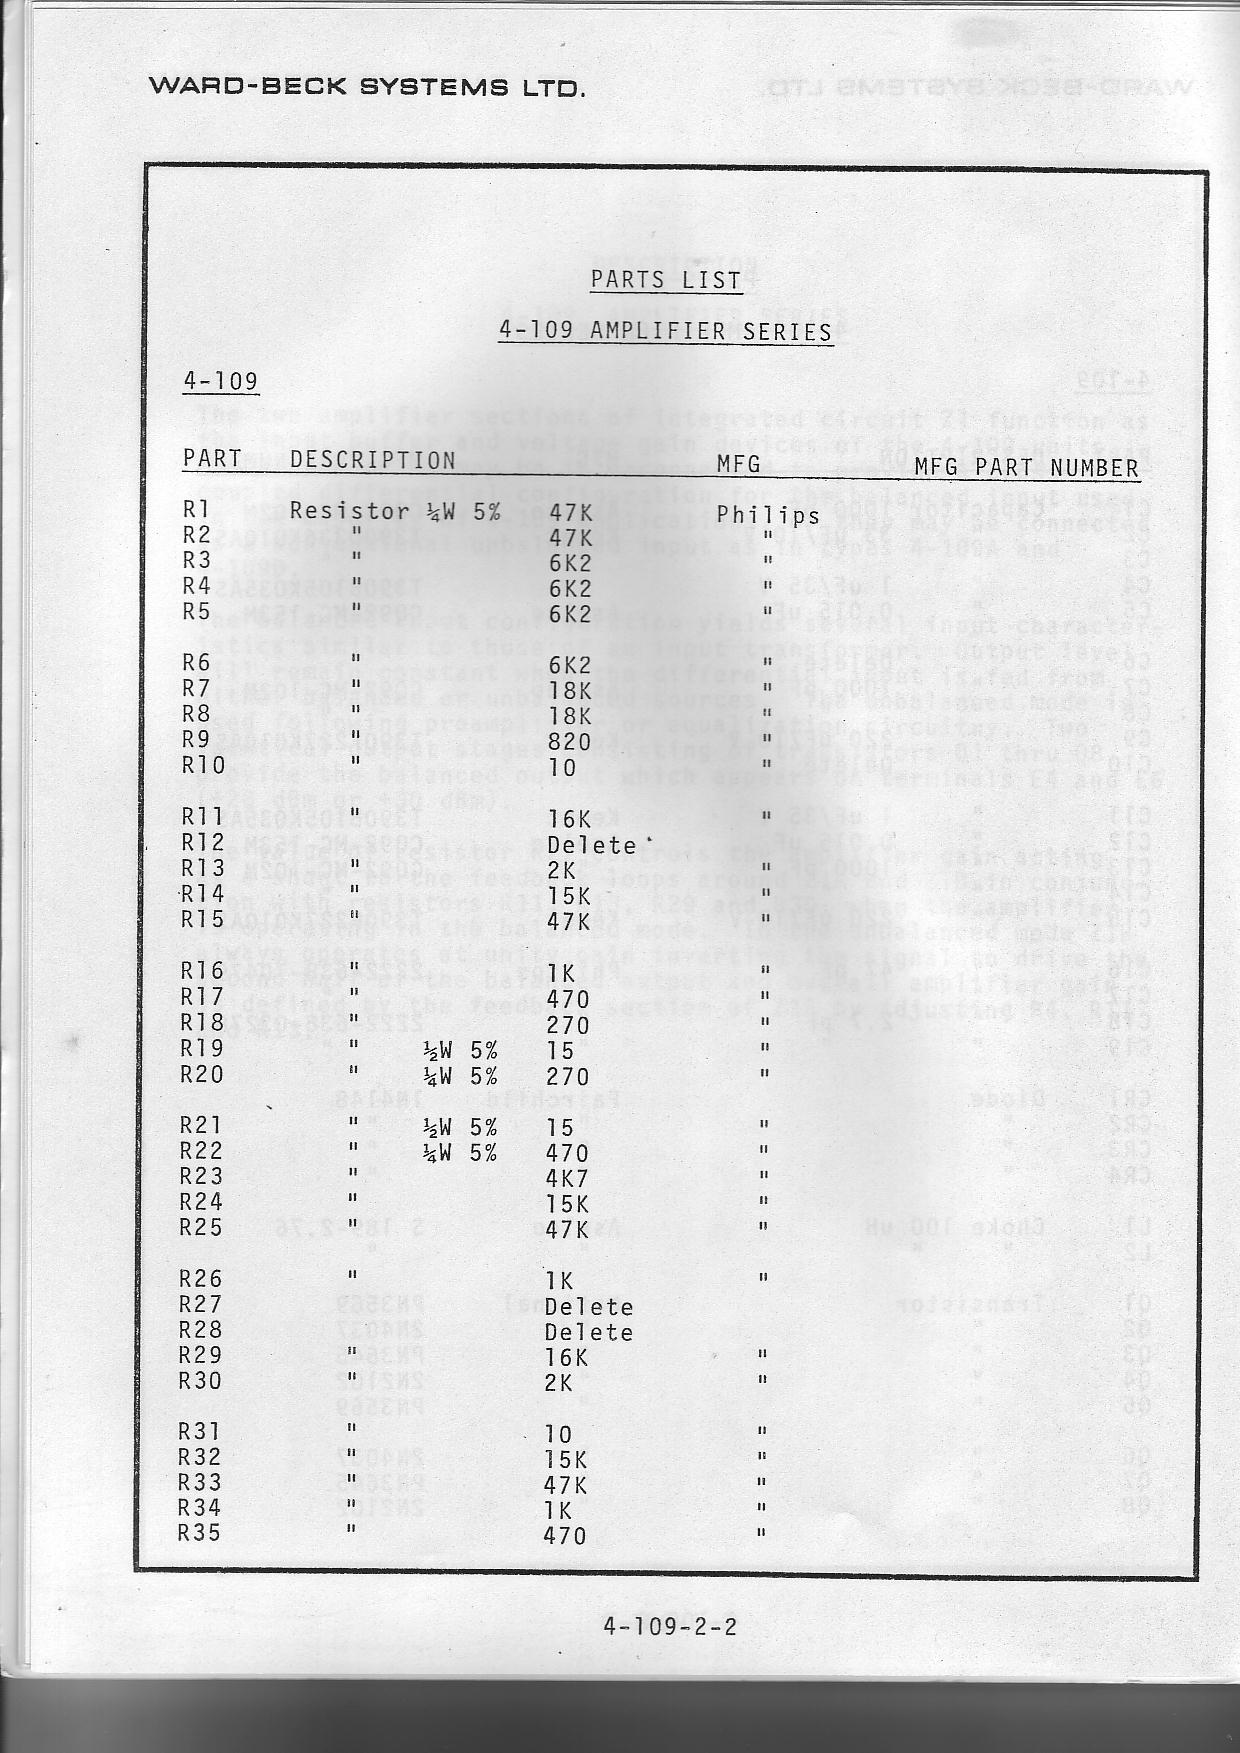 WARD-BECK SYSTEMS LTD.
PARTS LIST
4-109 AMPLIFIER SERIES
4-109
PART DESCRIPTION MFG MFG PART NUMBER
R1 Resistor ¼W 5% 47K Philips
R2 " 47K "
R3 " 6K2 "
R4 " 6K2 "
R5 " 6K2 "
R6 " 6K2 "
R7 " 18K "
R8 " 18K "
R9 " 820 "
R10 " 10 "
R11 " 16K "
R12 Delete
R13 " 2K "
R14 " 15K "
R15 " 47K "
R16 " 1K "
R17 " 470 "
R18 " 270 "
R19 " ½W 5% 15 "
R20 " ¼W 5% 270 "
R21 " ½W 5% 15 "
R22 " ¼W 5% 470 "
R23 " 4K7 "
R24 " 15K "
R25 " 47K "
R26 " 1K "
R27 Delete
R28 Delete
R29 " 16K "
R30 " 2K "
R31 " 10 "
R32 " 15K "
R33 " 47K "
R34 " 1K "
R35 " 470 "
4-109-2-2